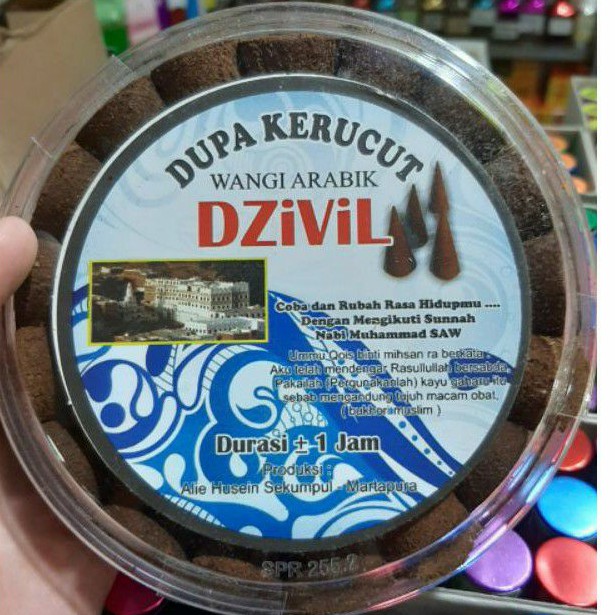 DUPA KERUCUT
WANGI ARABIK
DZiViL
Coba dan Rubah Rasa Hidupmu ....
Dengan Mengikuti Sunnah
Nabi Muhammad SAW
Ummu Qois binti mihsan ra berkata :
Aku telah mendengar Rasullullah bersabda,
Pakailah (Pergunakanlah) kayu gaharu itu
sebab mengandung tujuh macam obat.
( bukhori muslim )
Durasi ± 1 Jam
Produksi :
Alie Husein Sekumpul - Martapura
SPR 255.2